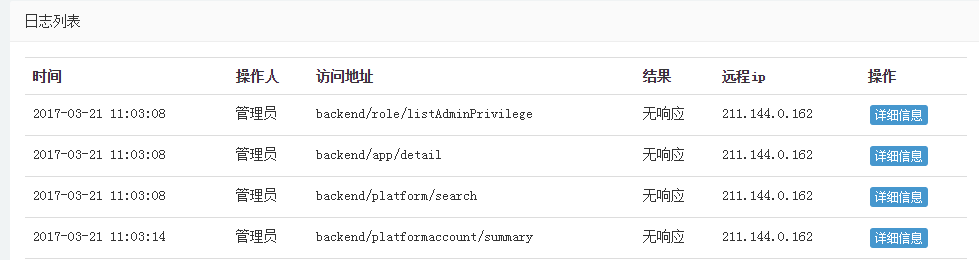 日志列表
时间 操作人 访问地址 结果 远程ip 操作
2017-03-21 11:03:08 管理员 backend/role/listAdminPrivilege 无响应 211.144.0.162 详细信息
2017-03-21 11:03:08 管理员 backend/app/detail 无响应 211.144.0.162 详细信息
2017-03-21 11:03:08 管理员 backend/platform/search 无响应 211.144.0.162 详细信息
2017-03-21 11:03:14 管理员 backend/platformaccount/summary 无响应 211.144.0.162 详细信息